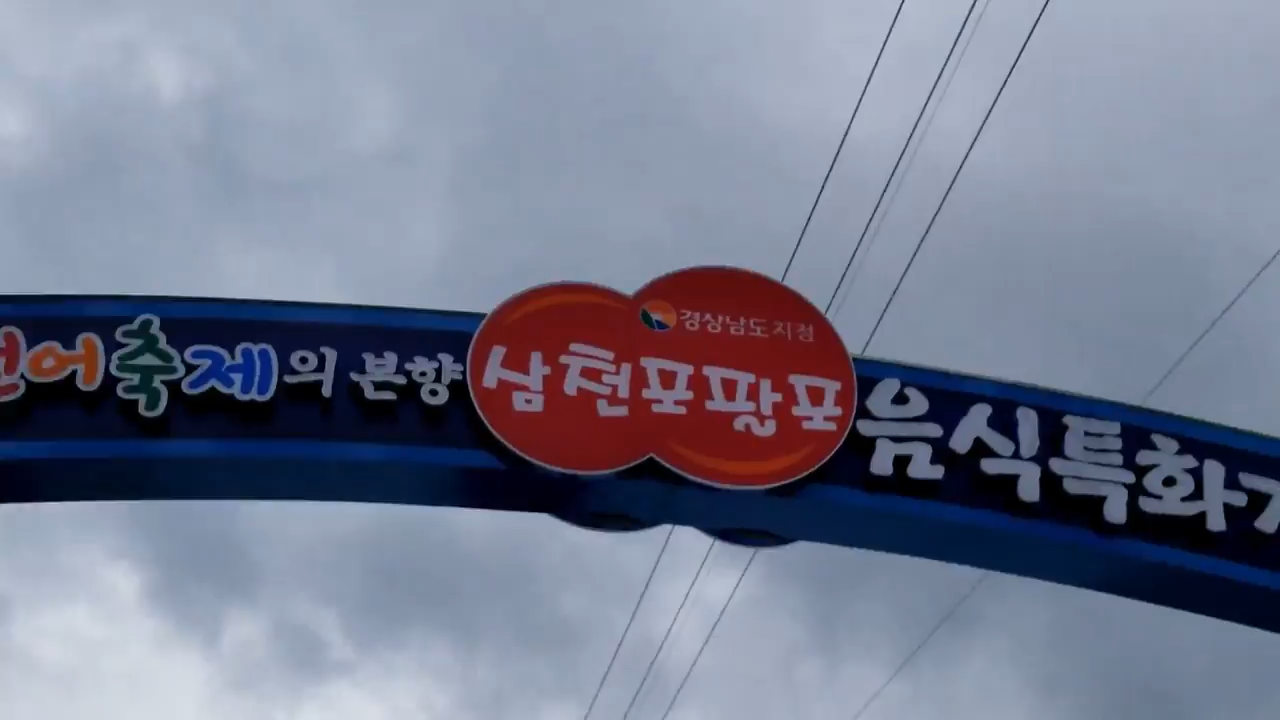 어축제의 본향
경상남도지정
삼천포팔포
음식특화